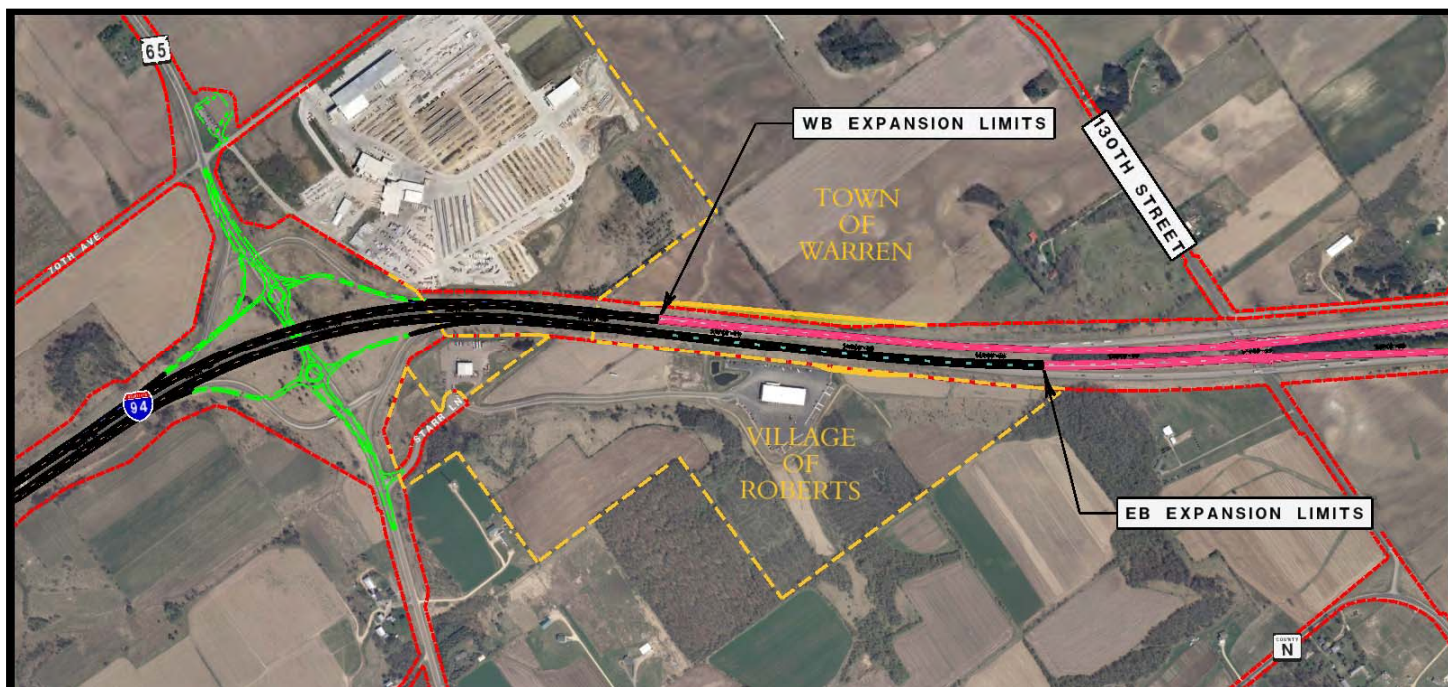 65
WB EXPANSION LIMITS
130TH STREET
TOWN
OF
WARREN
70TH AVE
94
STARR LN
VILLAGE
OF
ROBERTS
EB EXPANSION LIMITS
COUNTY
N